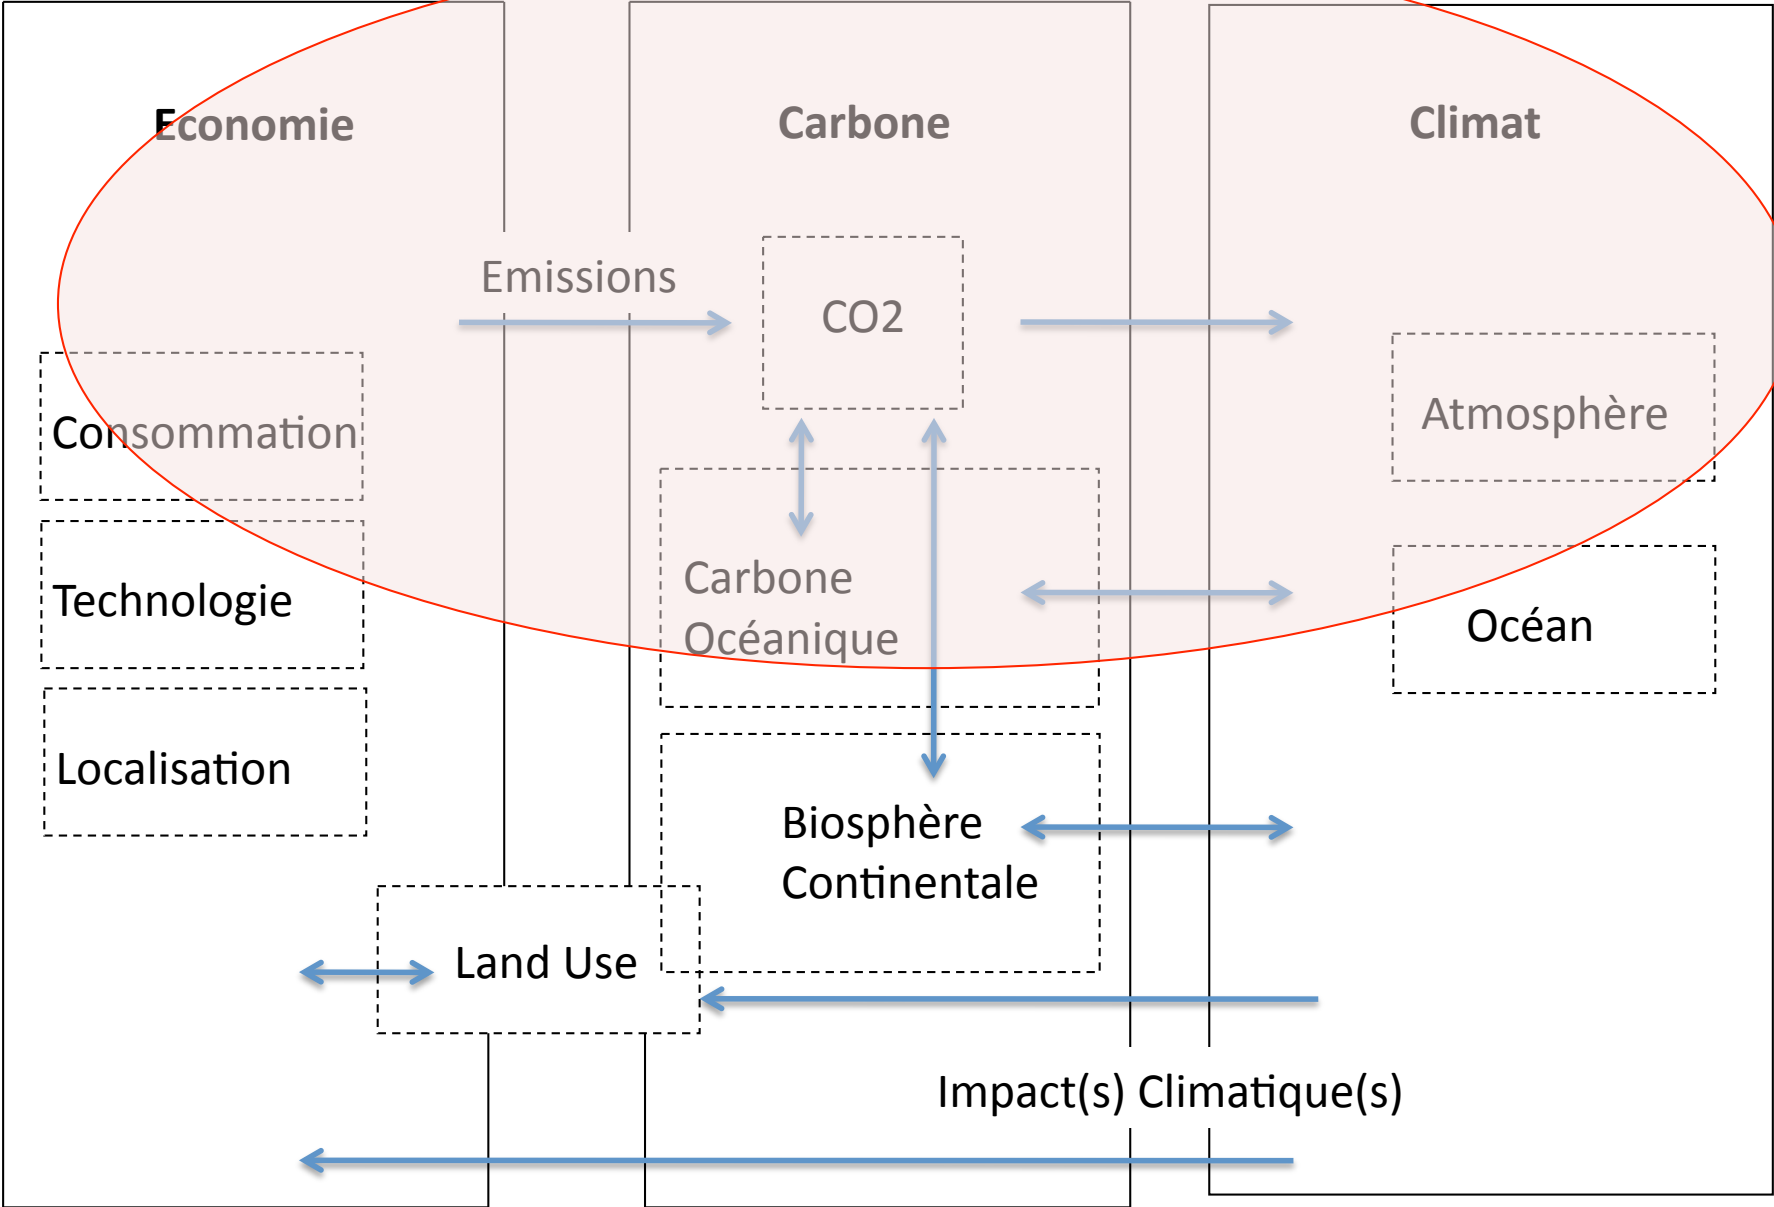 Economie
Carbone
Climat
Emissions
CO2
Consommation
Atmosphère
Technologie
Carbone
Océanique
Océan
Localisation
Biosphère
Continentale
Land Use
Impact(s) Climatique(s)